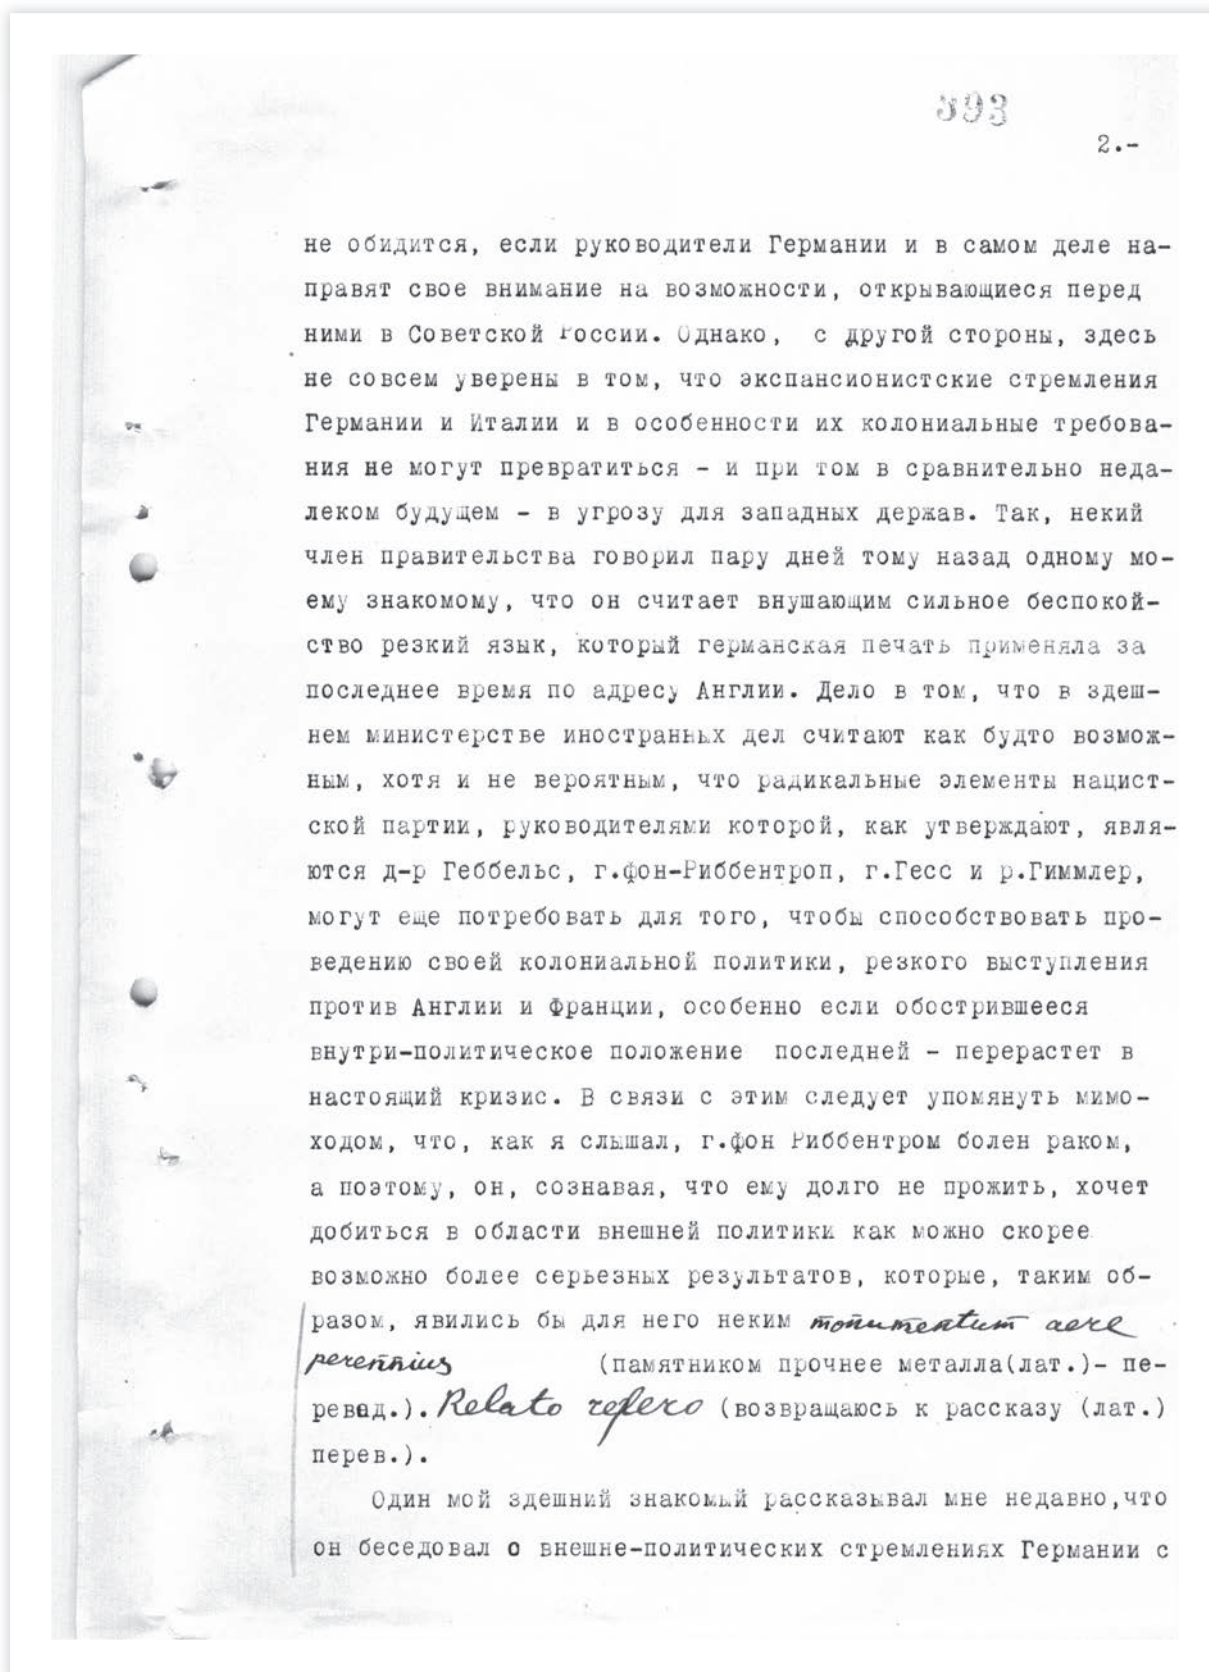 593
2.-
не обидится, если руководители Германии и в самом деле на-
правят свое внимание на возможности, открывающиеся перед
ними в Советской России. Однако, с другой стороны, здесь
не совсем уверены в том, что экспансионистские стремления
Германии и Италии и в особенности их колониальные требова-
ния не могут превратиться - и при том в сравнительно неда-
леком будущем - в угрозу для западных держав. Так, некий
член правительства говорил пару дней тому назад одному мо-
ему знакомому, что он считает внушающим сильное беспокой-
ство резкий язык, который германская печать применяла за
последнее время по адресу Англии. Дело в том, что в здеш-
нем министерстве иностранных дел считают как будто возмож-
ным, хотя и не вероятным, что радикальные элементы нацист-
ской партии, руководителями которой, как утверждают, явля-
ются д-р Геббельс, г.фон-Риббентроп, г.Гесс и р.Гиммлер,
могут еще потребовать для того, чтобы способствовать про-
ведению своей колониальной политики, резкого выступления
против Англии и Франции, особенно если обострившееся
внутри-политическое положение последней - перерастет в
настоящий кризис. В связи с этим следует упомянуть мимо-
ходом, что, как я слышал, г.фон Риббентром болен раком,
а поэтому, он, сознавая, что ему долго не прожить, хочет
добиться в области внешней политики как можно скорее
возможно более серьезных результатов, которые, таким об-
разом, явились бы для него неким monumentum aere
perennius (памятником прочнее металла(лат.)- пе-
ревод.). Relato refero (возвращаюсь к рассказу (лат.)
перев.).
Один мой здешний знакомый рассказывал мне недавно,что
он беседовал о внешне-политических стремлениях Германии с